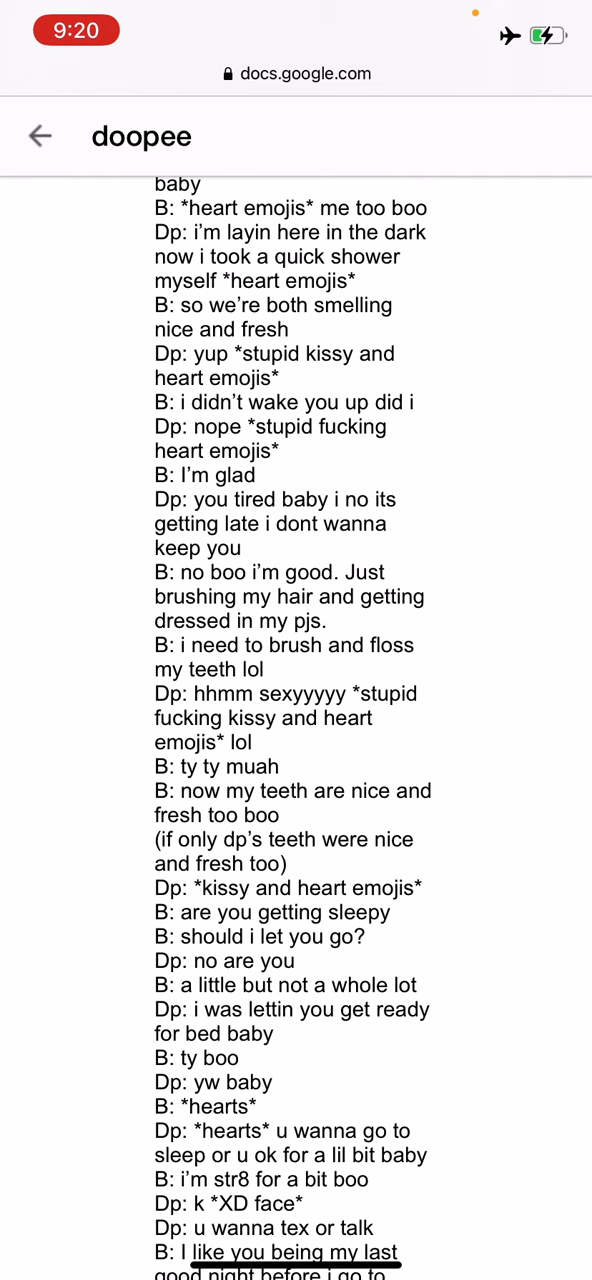 9:20
docs.google.com
doopee
baby
B: *heart emojis* me too boo
Dp: i’m layin here in the dark
now i took a quick shower
myself *heart emojis*
B: so we’re both smelling
nice and fresh
Dp: yup *stupid kissy and
heart emojis*
B: i didn’t wake you up did i
Dp: nope *stupid fucking
heart emojis*
B: I’m glad
Dp: you tired baby i no its
getting late i dont wanna
keep you
B: no boo i’m good. Just
brushing my hair and getting
dressed in my pjs.
B: i need to brush and floss
my teeth lol
Dp: hhmm sexyyyyy *stupid
fucking kissy and heart
emojis* lol
B: ty ty muah
B: now my teeth are nice and
fresh too boo
(if only dp’s teeth were nice
and fresh too)
Dp: *kissy and heart emojis*
B: are you getting sleepy
B: should i let you go?
Dp: no are you
B: a little but not a whole lot
Dp: i was lettin you get ready
for bed baby
B: ty boo
Dp: yw baby
B: *hearts*
Dp: *hearts* u wanna go to
sleep or u ok for a lil bit baby
B: i’m str8 for a bit boo
Dp: k *XD face*
Dp: u wanna tex or talk
B: I like you being my last
good night before i go to